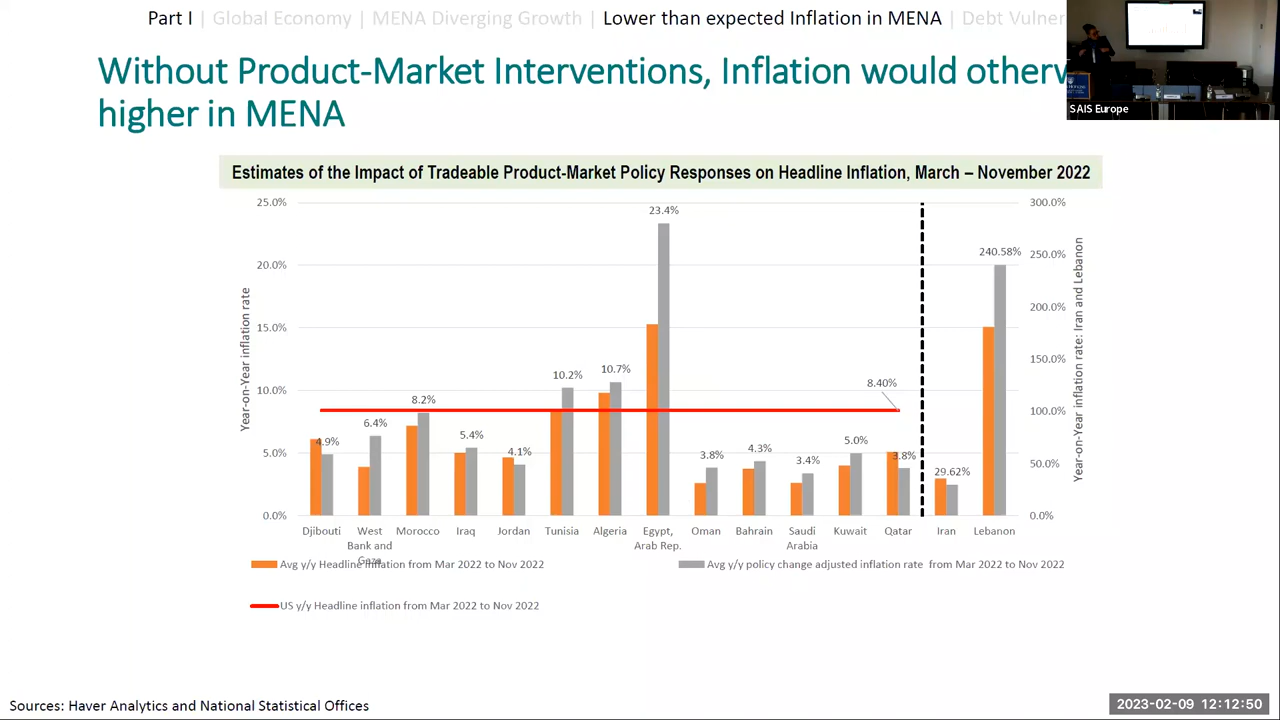 Part I | Global Economy | MENA Diverging Growth | Lower than expected Inflation in MENA | Debt Vulner
SAIS Europe
Without Product-Market Interventions, Inflation would otherw
higher in MENA
Estimates of the Impact of Tradeable Product-Market Policy Responses on Headline Inflation, March – November 2022
Year-on-Year inflation rate
25.0%
20.0%
15.0%
10.0%
5.0%
0.0%
4.9%
6.4%
8.2%
5.4%
4.1%
10.2%
10.7%
23.4%
3.8%
4.3%
3.4%
5.0%
3.8%
8.40%
29.62%
240.58%
300.0%
250.0%
200.0%
150.0%
100.0%
50.0%
0.0%
Year-on-Year inflation rate: Iran and Lebanon
Djibouti
West
Bank and
Gaza
Morocco
Iraq
Jordan
Tunisia
Algeria
Egypt,
Arab Rep.
Oman
Bahrain
Saudi
Arabia
Kuwait
Qatar
Iran
Lebanon
Avg y/y Headline Inflation from Mar 2022 to Nov 2022
Avg y/y policy change adjusted inflation rate from Mar 2022 to Nov 2022
US y/y Headline inflation from Mar 2022 to Nov 2022
Sources: Haver Analytics and National Statistical Offices
2023-02-09 12:12:50